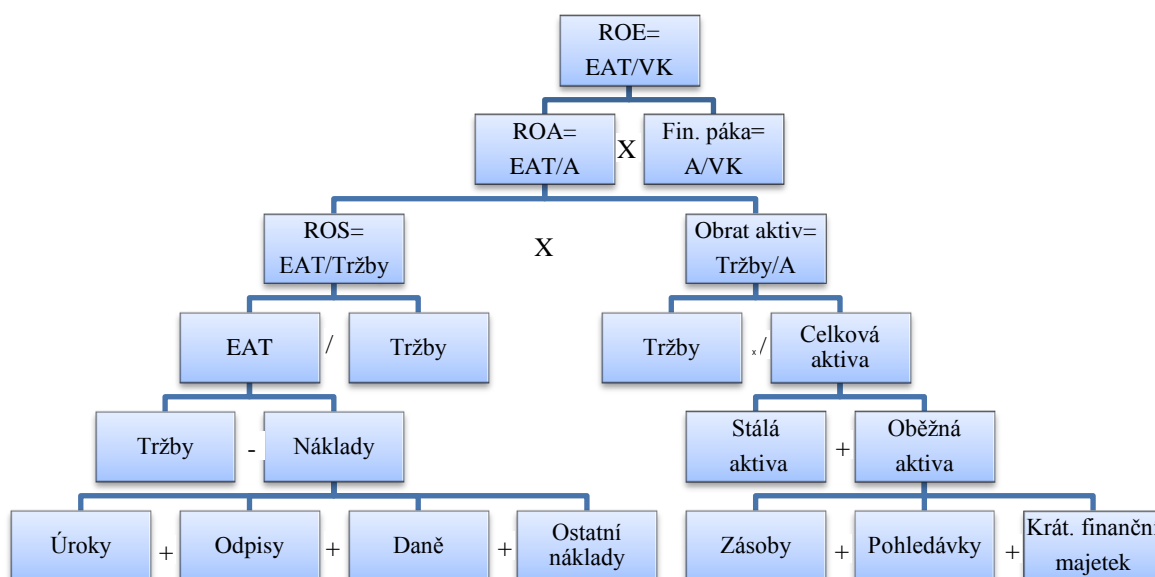 ROE=
EAT/VK
ROA=
EAT/A
X
Fin. páka=
A/VK
ROS=
EAT/Tržby
X
Obrat aktiv=
Tržby/A
EAT
/
Tržby
Tržby
x /
Celková
aktiva
Tržby
-
Náklady
Stálá
aktiva
+
Oběžná
aktiva
Úroky
+
Odpisy
+
Daně
+
Ostatní
náklady
Zásoby
+
Pohledávky
+
Krát. finanční
majetek